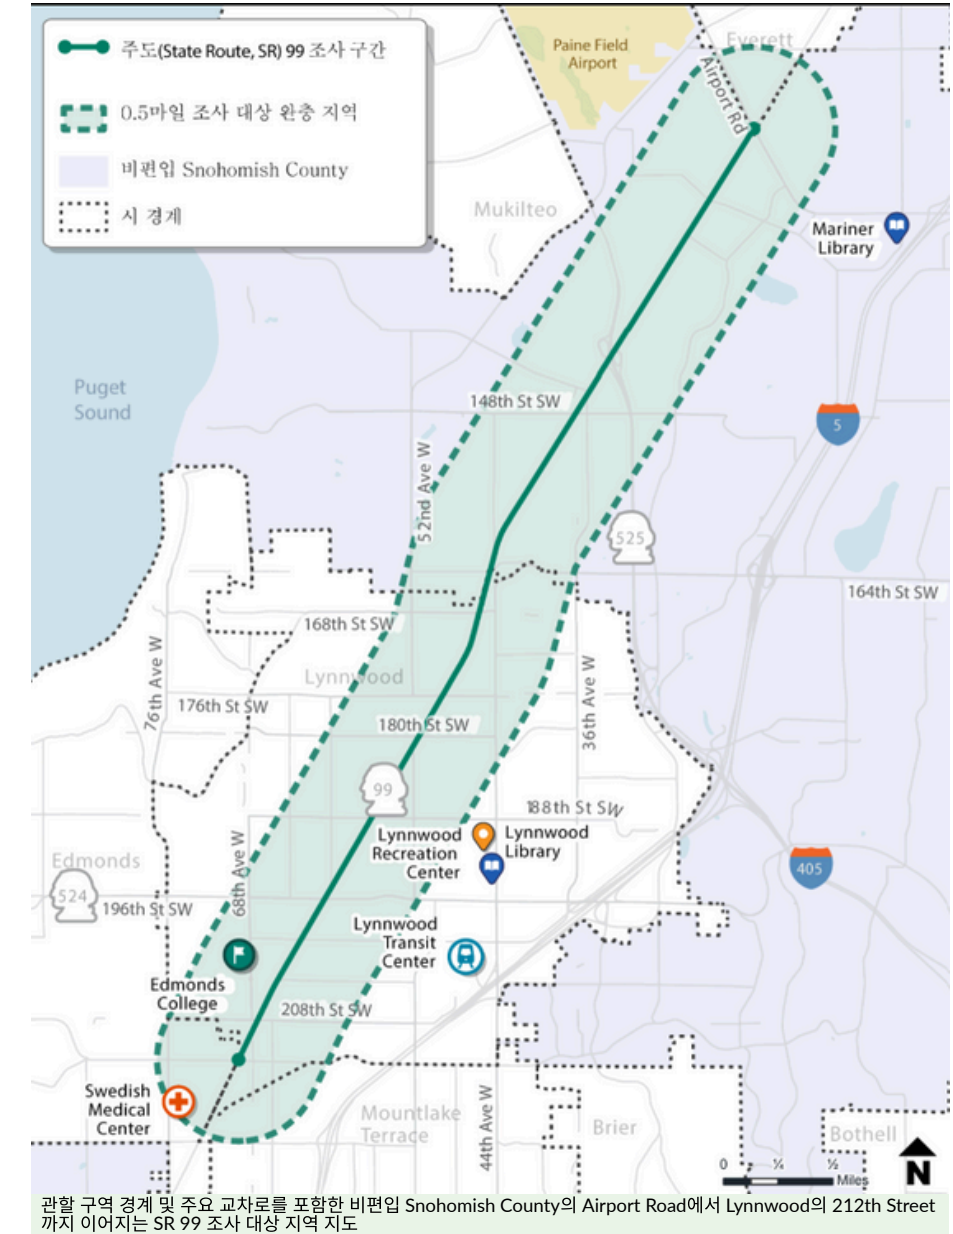 주도(State Route, SR) 99 조사 구간
0.5마일 조사 대상 완충 지역
비편입 Snohomish County
시 경계
Paine Field
Airport
Everett
Airport Rd
Mukilteo
Mariner
Library
Puget
Sound
148th St SW
5
52nd Ave W
525
164th St SW
168th St SW
76th Ave W
Lynnwood
176th St SW
36th Ave W
180th St SW
99
188th St SW
Lynnwood
Recreation
Center
Lynnwood
Library
Edmonds
405
68th Ave W
524
196th St SW
Lynnwood
Transit
Center
Edmonds
College
208th St SW
Swedish
Medical
Center
Mountlake
Terrace
44th Ave W
Brier
Bothell
0 ¼ ½
Miles
N
관할 구역 경계 및 주요 교차로를 포함한 비편입 Snohomish County의 Airport Road에서 Lynnwood의 212th Street
까지 이어지는 SR 99 조사 대상 지역 지도